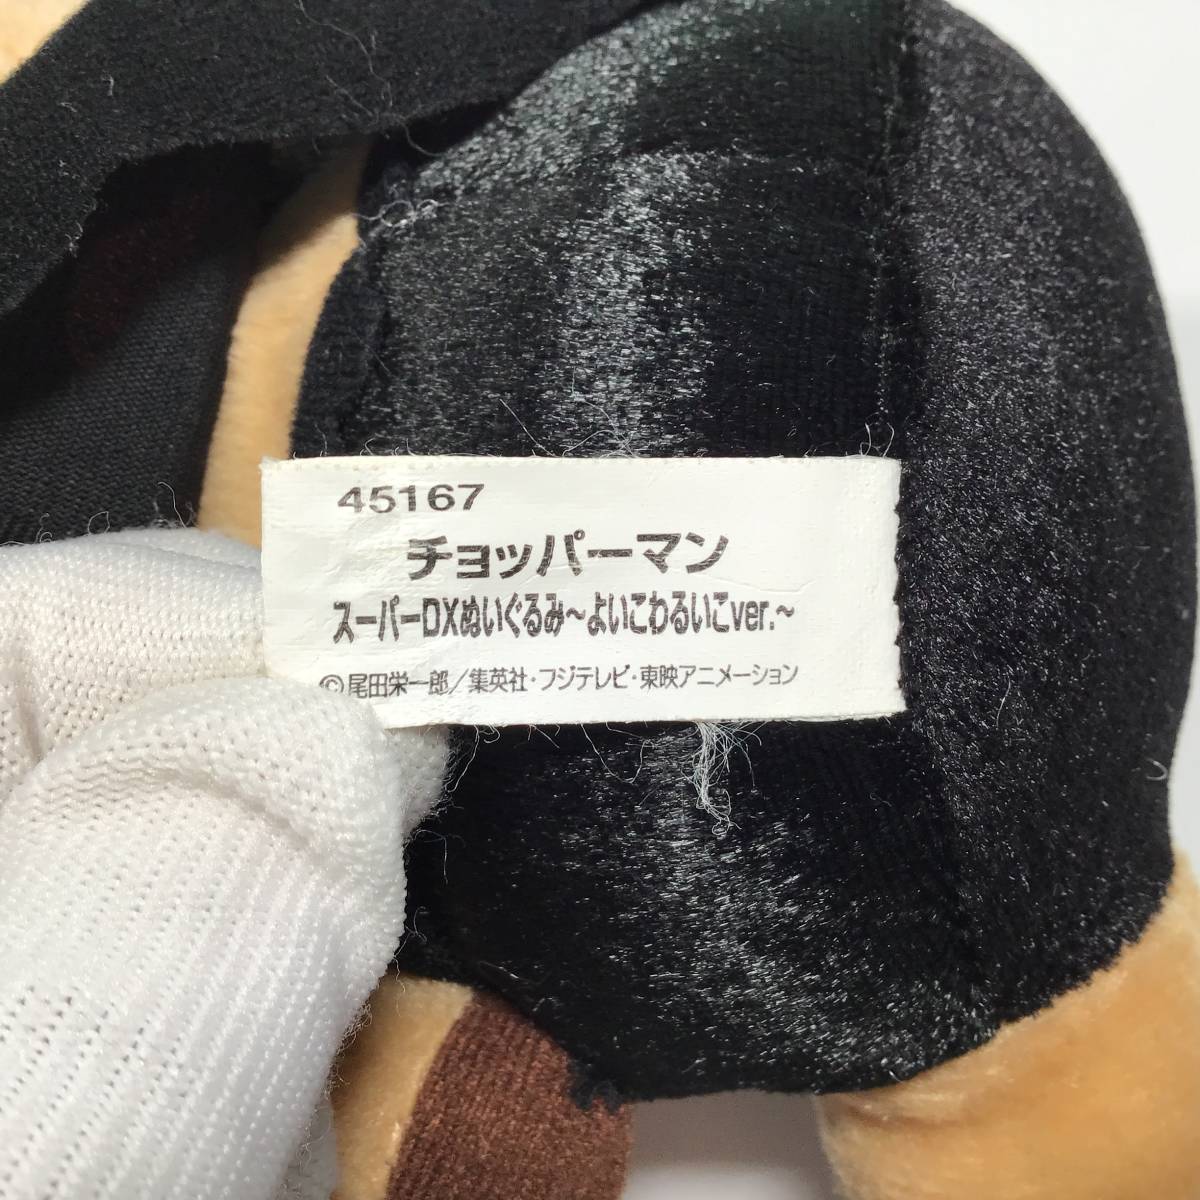 45167
チョッパーマン
スーパーDXぬいぐるみ～よいこわるいこver.～
©尾田栄一郎／集英社・フジテレビ・東映アニメーション